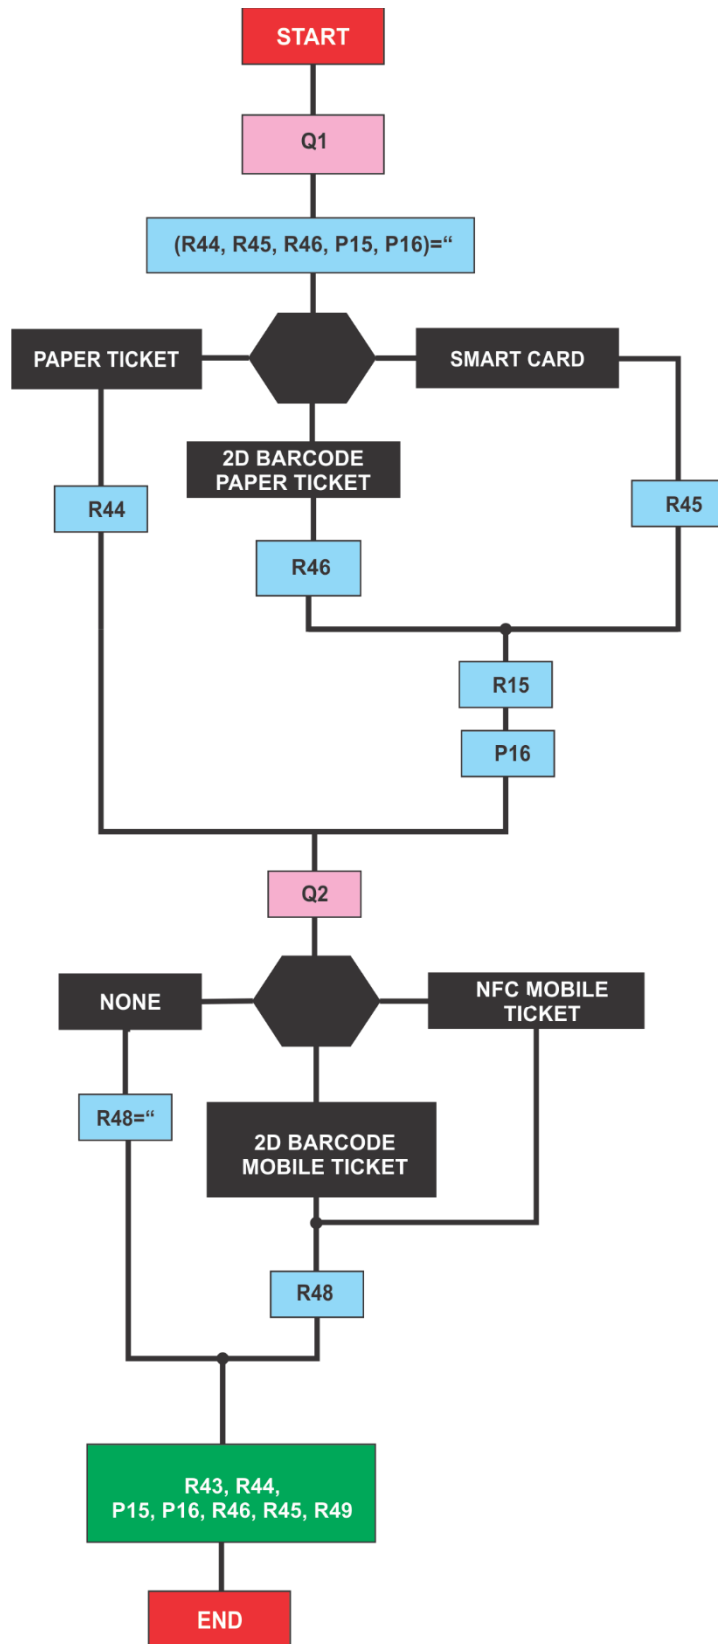 START
Q1
(R44, R45, R46, P15, P16)=“
PAPER TICKET
SMART CARD
2D BARCODE
PAPER TICKET
R44
R45
R46
R15
P16
Q2
NONE
NFC MOBILE
TICKET
R48=“
2D BARCODE
MOBILE TICKET
R48
R43, R44,
P15, P16, R46, R45, R49
END